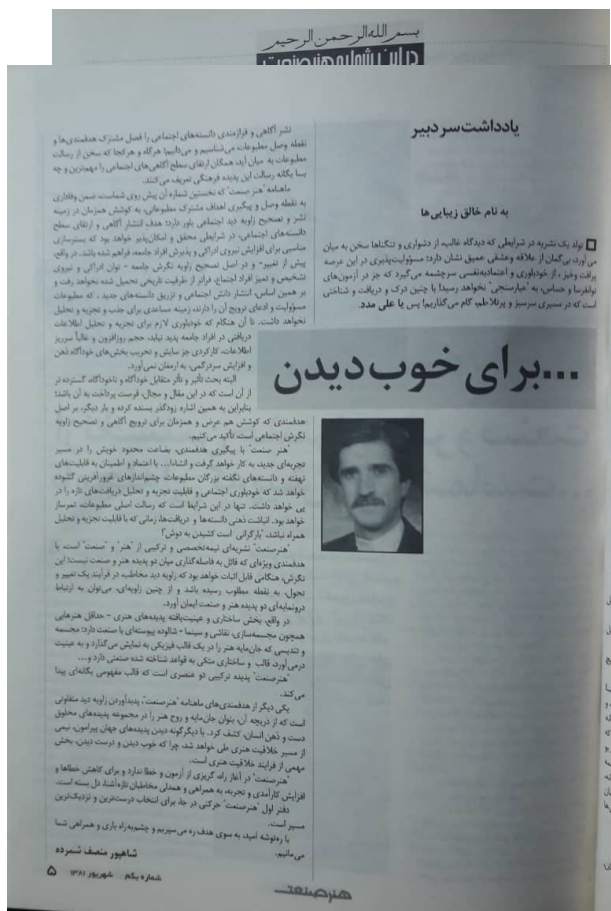 بسم الله الرحمن الرحیم
در این شماره هنر صنعت
یادداشت سردبیر
به نام خالق زیبایی‌ها
تولد یک نشریه در شرایطی که دیدگاه غالب، از دشواری و تنگناها سخن به میان
می‌آورد، بی‌گمان از علاقه و عشقی عمیق نشان دارد؛ مسؤولیت‌پذیری در این عرصه
پرافت وخیز، از خودباوری و اعتمادبه‌نفسی سرچشمه می‌گیرد که جز در آزمون‌های
توانفرسا و حساس، به "عیارسنجی" نخواهد رسید! با چنین درک و دریافت و شناختی
که در مسیری سرسبز و پرتلاطم، گام می‌گذاریم! پس یا علی مدد.
...برای خوب دیدن
نشر آگاهی و فرازمندی دانسته‌های اجتماعی را فصل مشترک هدفمندی‌ها و
نقطه وصل مطبوعات می‌شناسیم و می‌دانیم! هرگاه و هرکجا که سخن از رسالت
مطبوعات به میان آید، همگان ارتقای سطح آگاهی‌های اجتماعی را مهم‌ترین و چه
بسا یگانه رسالت این پدیده فرهنگی تعریف می‌کنند.
ماهنامه "هنر صنعت" که نخستین شماره آن پیش روی شماست، ضمن وفاداری
به نقطه وصل و پیگیری اهداف مشترک مطبوعاتی، به کوشش همزمان در زمینه
نشر و تصحیح زاویه دید اجتماعی باور دارد؛ هدف انتشار آگاهی و ارتقای سطح
دانسته‌های اجتماعی، در شرایطی محقق و امکان‌پذیر خواهد بود که بسترسازی
مناسبی برای افزایش نیروی ادراکی و پذیرش افراد جامعه، فراهم شده باشد. در واقع،
پیش از تغییر- و در اصل تصحیح زاویه نگرش جامعه - توان ادراکی و نیروی
تشخیص و تمیز افراد اجتماع، فراتر از ظرفیت تاریخی تحمیل شده نخواهد رفت و
بر همین اساس، انتشار دانش اجتماعی و تزریق دانسته‌های جدید ، که مطبوعات
مسؤولیت و ادعای ترویج آن را دارند، زمینه مساعدی برای جذب و تجزیه و تحلیل
نخواهد داشت. تا آن هنگام که خودباوری لازم برای تجزیه و تحلیل اطلاعات
دریافتی در افراد جامعه پدید نیاید، حجم روزافزون و غالباً سرریز
اطلاعات، کارکردی جز سایش و تخریب بخش‌های خودآگاه ذهن
و افزایش سردرگمی، به ارمغان نمی‌آورد.
البته بحث تأثیر و تأثر متقابل خودآگاه و ناخودآگاه، گسترده‌تر
از آن است که در این مقال و مجال، فرصت پرداخت به آن باشد؛
بنابراین به همین اشاره زودگذر بسنده کرده و بار دیگر، بر اصل
هدفمندی که کوشش هم عرض و همزمان برای ترویج آگاهی و تصحیح زاویه
نگرش اجتماعی است، تأکید می‌کنیم.
"هنر صنعت" با پیگیری هدفمندی، بضاعت محدود خویش را در مسیر
تجربه‌ای جدید، به کار خواهد گرفت و انشاءا... با اعتماد و اطمینان به قابلیت‌های
نهفته و دانسته‌های نگفته بزرگان مطبوعات، چشم‌اندازهای غرورآفرینی گشوده
خواهد شد که خودباوری اجتماعی و قابلیت تجزیه و تحلیل دریافت‌های تازه را در
پی خواهد داشت. تنها در این شرایط است که رسالت اصلی مطبوعات، ثمرساز
خواهد بود. انباشت ذهنی دانسته‌ها و دریافت‌ها، زمانی که با قابلیت تجزیه و تحلیل
همراه نباشد، "بارگرانی است کشیدن به دوش"!
"هنرصنعت" نشریه‌ای نیمه‌تخصصی و ترکیبی از "هنر" و "صنعت" است، با
هدفمندی ویژه‌ای که قائل به فاصله‌گذاری میان دو پدیده هنر و صنعت نیست؛ این
نگرش، هنگامی قابل اثبات خواهد بود که زاویه دید مخاطب، در فرآیند یک تغییر و
تحول، به نقطه مطلوب رسیده باشد و از چنین زاویه‌ای، می‌توان به ارتباط
درونمایه‌ای دو پدیده هنر و صنعت ایمان آورد.
در واقع، بخش ساختاری و عینیت‌یافته پدیده‌های هنری - حداقل هنرهایی
همچون مجسمه‌سازی، نقاشی و سینما - شالوده پیوسته‌ای با صنعت دارد؛ مجسمه
و تندیسی که جان‌مایه هنر را در یک قالب فیزیکی به نمایش می‌گذارد و به عینیت
درمی‌آورد، قالب و ساختاری متکی به قواعد شناخته شده صنعتی دارد و...
"هنرصنعت" پدیده ترکیبی دو عنصری است که قالب مفهومی یگانه‌ای پیدا
می‌کند.
یکی دیگر از هدفمندی‌های ماهنامه "هنرصنعت"، پدیدآوردن زاویه دید متفاوتی
است که از دریچه آن، بتوان جان‌مایه و روح هنر را در مجموعه پدیده‌های مخلوق
دست و ذهن انسان، کشف کرد. با دیگرگونه دیدن پدیده‌های جهان پیرامون، نیمی
از مسیر خلاقیت هنری طی خواهد شد، چرا که خوب دیدن و درست دیدن، بخش
مهمی از فرایند خلاقیت هنری است.
"هنرصنعت" در آغاز راه، گریزی از آزمون و خطا ندارد و برای کاهش خطاها و
افزایش کارآمدی و تجربه، به همراهی و همدلی مخاطبان تازه‌آشنا، دل بسته است.
دفتر اول "هنرصنعت" حرکتی در جا، برای انتخاب درست‌ترین و نزدیک‌ترین
مسیر است.
با ره‌توشه امید، به سوی هدف ره می‌سپریم و چشم‌به‌راه یاری و همراهی شما
می‌مانیم.
شاهپور منصف شمرده
هنر صنعت
شماره یکم شهریور ۱۳۸۱ ۵